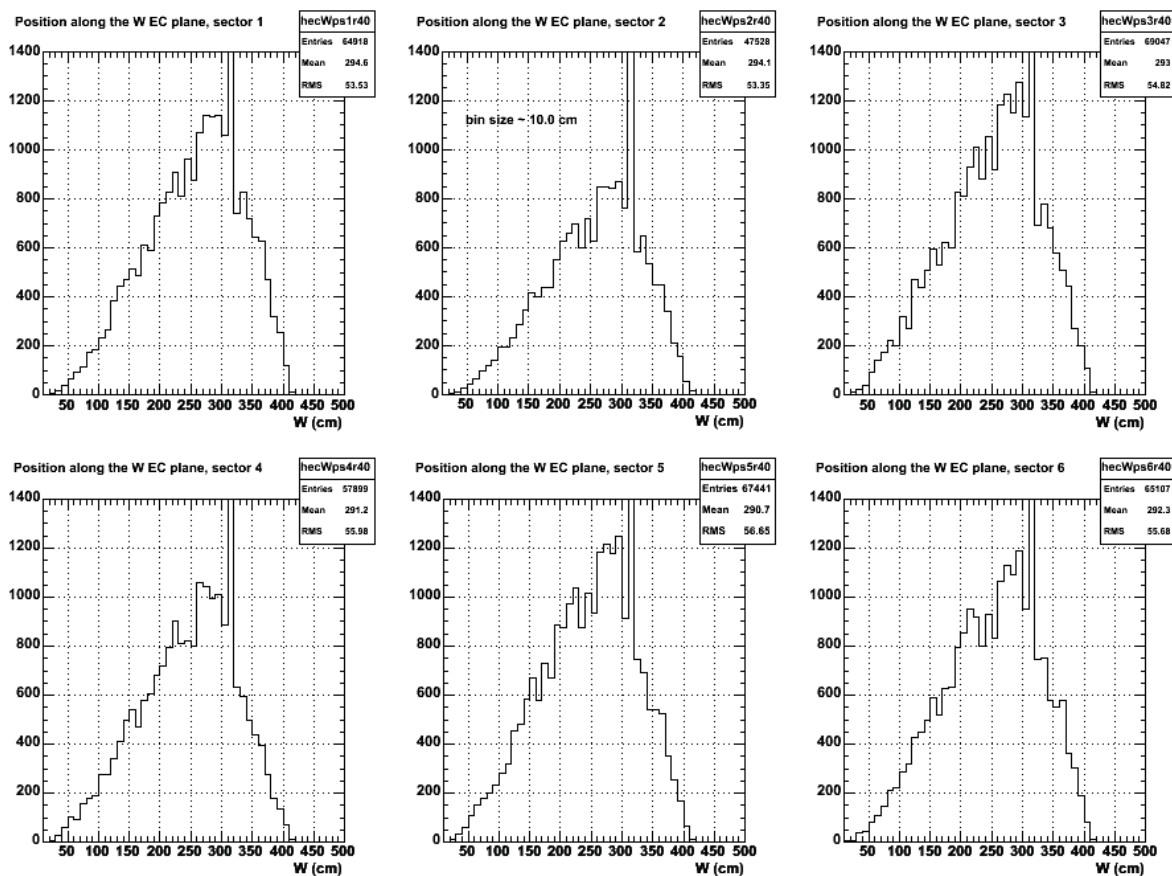 Position along the W EC plane, sector 1
hecWps1r40
Entries 64918
Mean 294.6
RMS 53.53
1400
1200
1000
800
600
400
200
0
50 100 150 200 250 300 350 400 450 500
W (cm)
Position along the W EC plane, sector 2
hecWps2r40
Entries 47528
Mean 294.1
RMS 53.35
bin size ~ 10.0 cm
1400
1200
1000
800
600
400
200
0
50 100 150 200 250 300 350 400 450 500
W (cm)
Position along the W EC plane, sector 3
hecWps3r40
Entries 69047
Mean 293
RMS 54.82
1400
1200
1000
800
600
400
200
0
50 100 150 200 250 300 350 400 450 500
W (cm)
Position along the W EC plane, sector 4
hecWps4r40
Entries 57899
Mean 291.2
RMS 55.98
1400
1200
1000
800
600
400
200
0
50 100 150 200 250 300 350 400 450 500
W (cm)
Position along the W EC plane, sector 5
hecWps5r40
Entries 67441
Mean 290.7
RMS 56.65
1400
1200
1000
800
600
400
200
0
50 100 150 200 250 300 350 400 450 500
W (cm)
Position along the W EC plane, sector 6
hecWps6r40
Entries 65107
Mean 292.3
RMS 55.68
1400
1200
1000
800
600
400
200
0
50 100 150 200 250 300 350 400 450 500
W (cm)